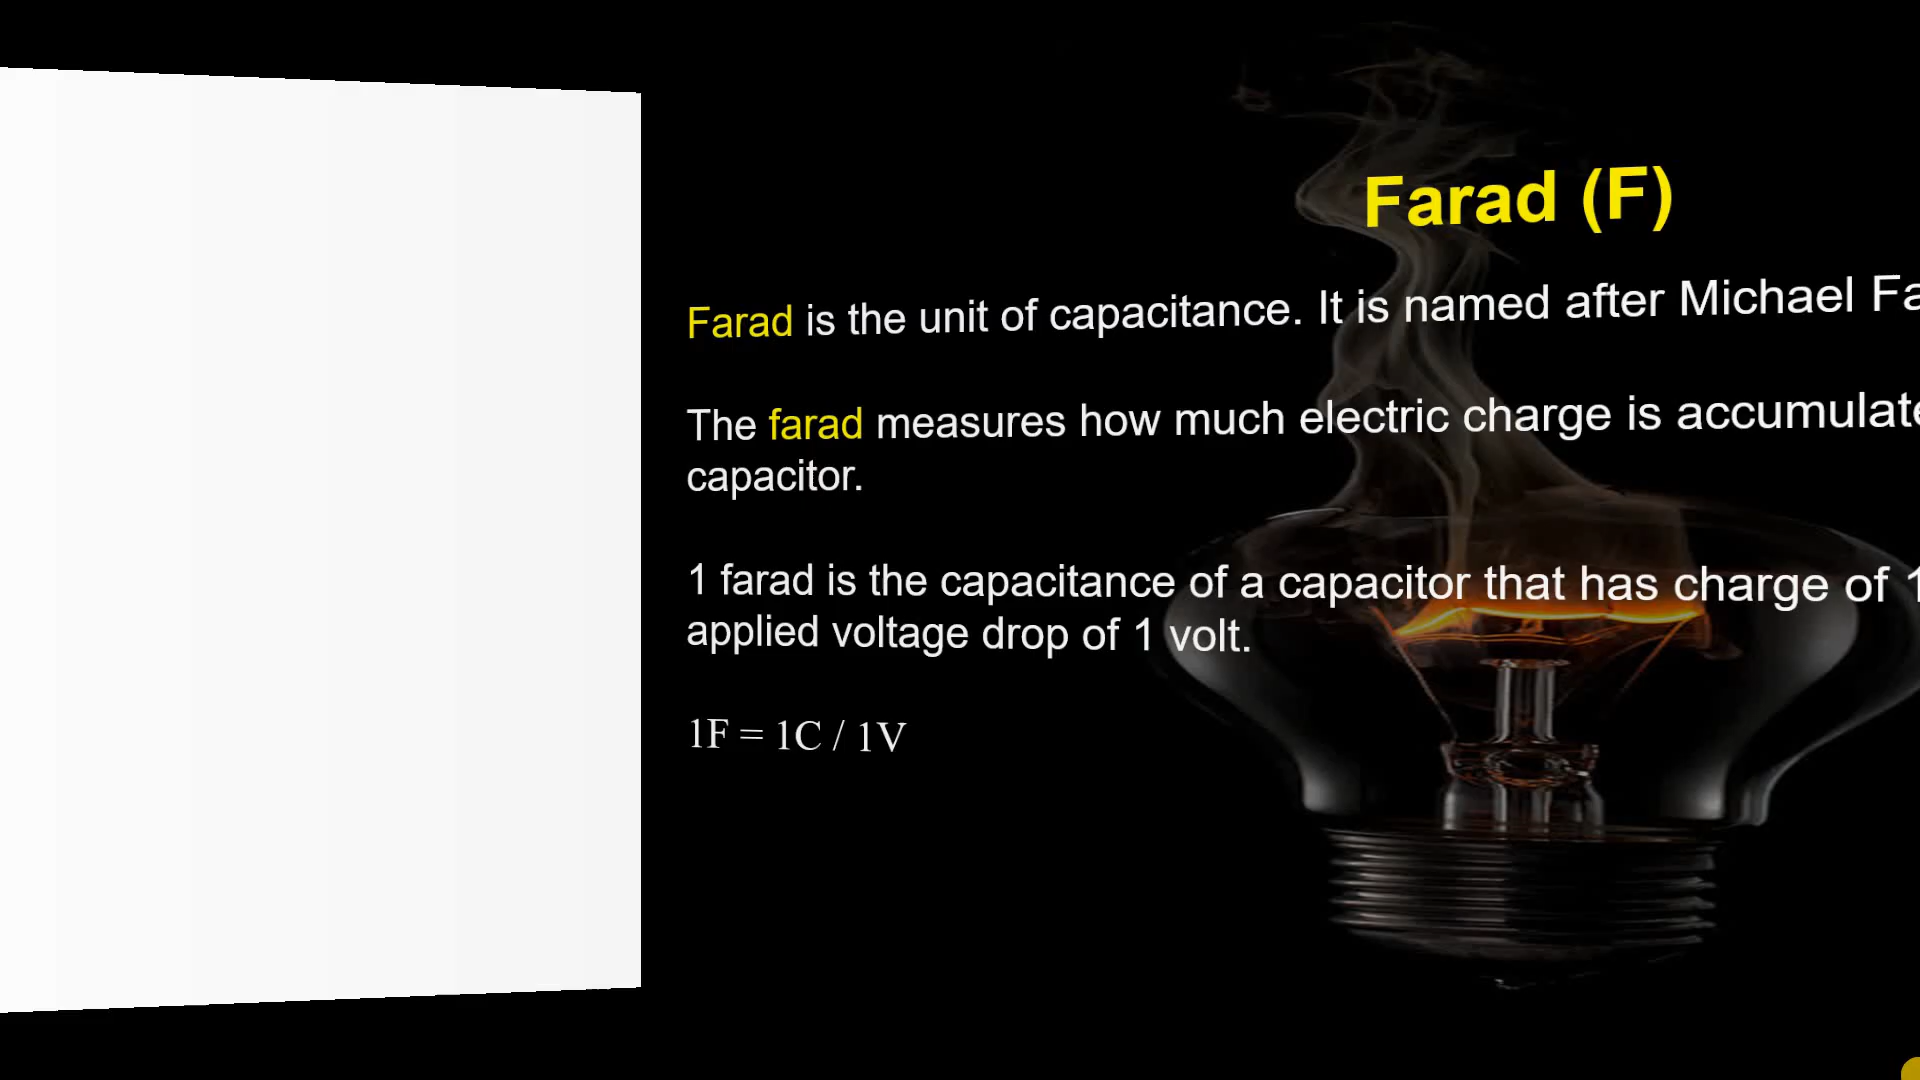 Farad (F)
Farad is the unit of capacitance. It is named after Michael
The farad measures how much electric charge is
capacitor.
1 farad is the capacitance of a capacitor that has charge of
applied voltage drop of 1 volt.
1F = 1C / 1V